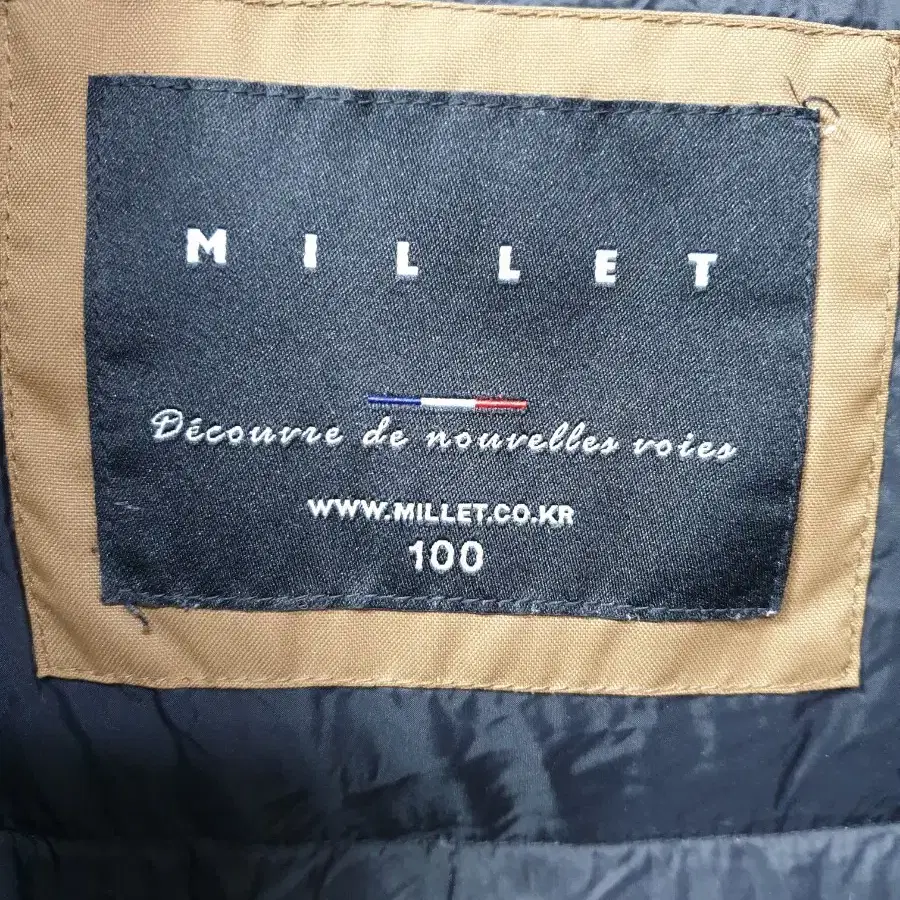 MILLET
Découvre de nouvelles voies
WWW.MILLET.CO.KR
100